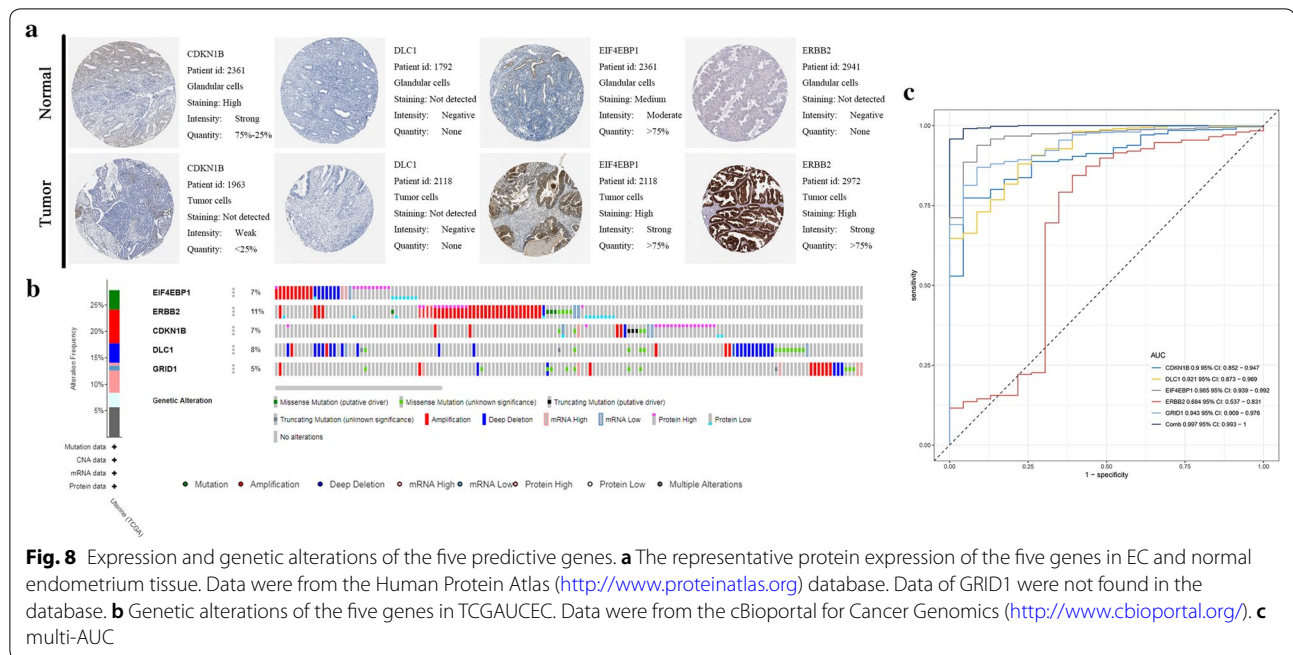 a
Normal
CDKN1B
Patient id: 2361
Glandular cells
Staining: High
Intensity: Strong
Quantity: 75%-25%
DLC1
Patient id: 1792
Glandular cells
Staining: Not detected
Intensity: Negative
Quantity: None
EIF4EBP1
Patient id: 2361
Glandular cells
Staining: Medium
Intensity: Moderate
Quantity: >75%
ERBB2
Patient id: 2941
Glandular cells
Staining: Not detected
Intensity: Negative
Quantity: None
Tumor
CDKN1B
Patient id: 1963
Tumor cells
Staining: Not detected
Intensity: Weak
Quantity: <25%
DLC1
Patient id: 2118
Tumor cells
Staining: Not detected
Intensity: Negative
Quantity: None
EIF4EBP1
Patient id: 2118
Tumor cells
Staining: High
Intensity: Strong
Quantity: >75%
ERBB2
Patient id: 2972
Tumor cells
Staining: High
Intensity: Strong
Quantity: >75%
b
Alteration Frequency
25%
20%
15%
10%
5%
Mutation data +
CNA data +
mRNA data +
Protein data +
Uterine (TCGA)
EIF4EBP1 7%
ERBB2 11%
CDKN1B 7%
DLC1 8%
GRID1 5%
Genetic Alteration
Missense Mutation (putative driver) Missense Mutation (unknown significance) Truncating Mutation (putative driver)
Truncating Mutation (unknown significance) Amplification Deep Deletion mRNA High mRNA Low Protein High Protein Low
No alterations
Mutation Amplification Deep Deletion mRNA High mRNA Low Protein High Protein Low Multiple Alterations
c
sensitivity
1.00
0.75
0.50
0.25
0.00
0.00 0.25 0.50 0.75 1.00
1 − specificity
AUC
CDKN1B 0.9 95% CI: 0.852 − 0.947
DLC1 0.921 95% CI: 0.873 − 0.969
EIF4EBP1 0.965 95% CI: 0.939 − 0.992
ERBB2 0.684 95% CI: 0.537 − 0.831
GRID1 0.943 95% CI: 0.909 − 0.976
Comb 0.997 95% CI: 0.993 − 1
Fig. 8 Expression and genetic alterations of the five predictive genes. a The representative protein expression of the five genes in EC and normal
endometrium tissue. Data were from the Human Protein Atlas (http://www.proteinatlas.org) database. Data of GRID1 were not found in the
database. b Genetic alterations of the five genes in TCGAUCEC. Data were from the cBioportal for Cancer Genomics (http://www.cbioportal.org/). c
multi-AUC